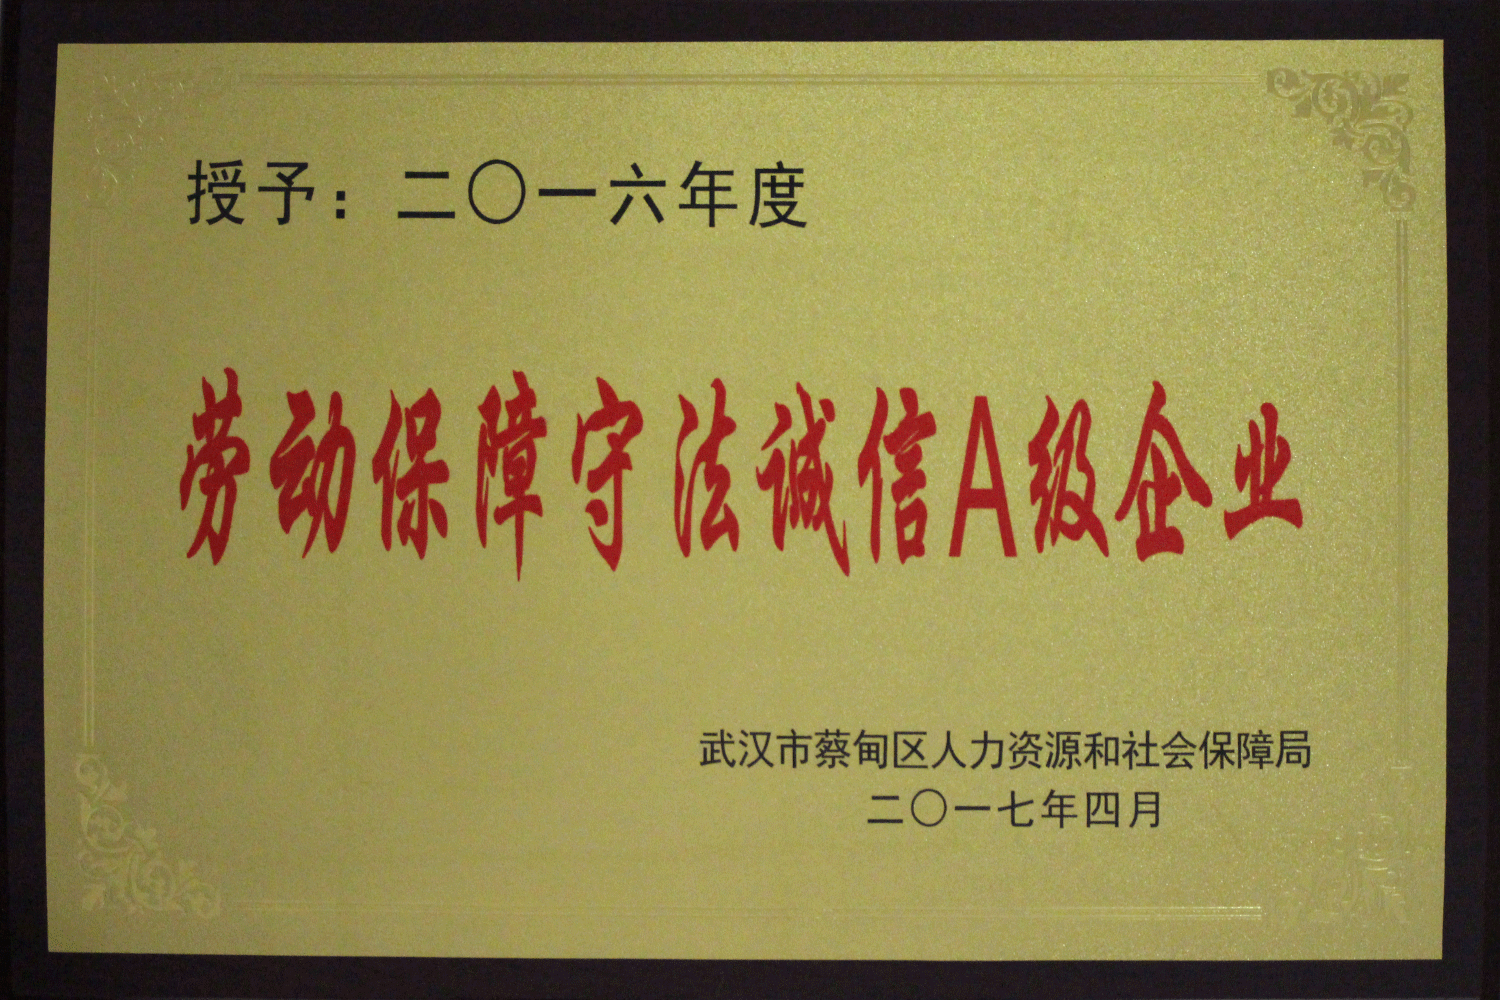 授予：二〇一六年度
劳动保障守法诚信A级企业
武汉市蔡甸区人力资源和社会保障局
二〇一七年四月